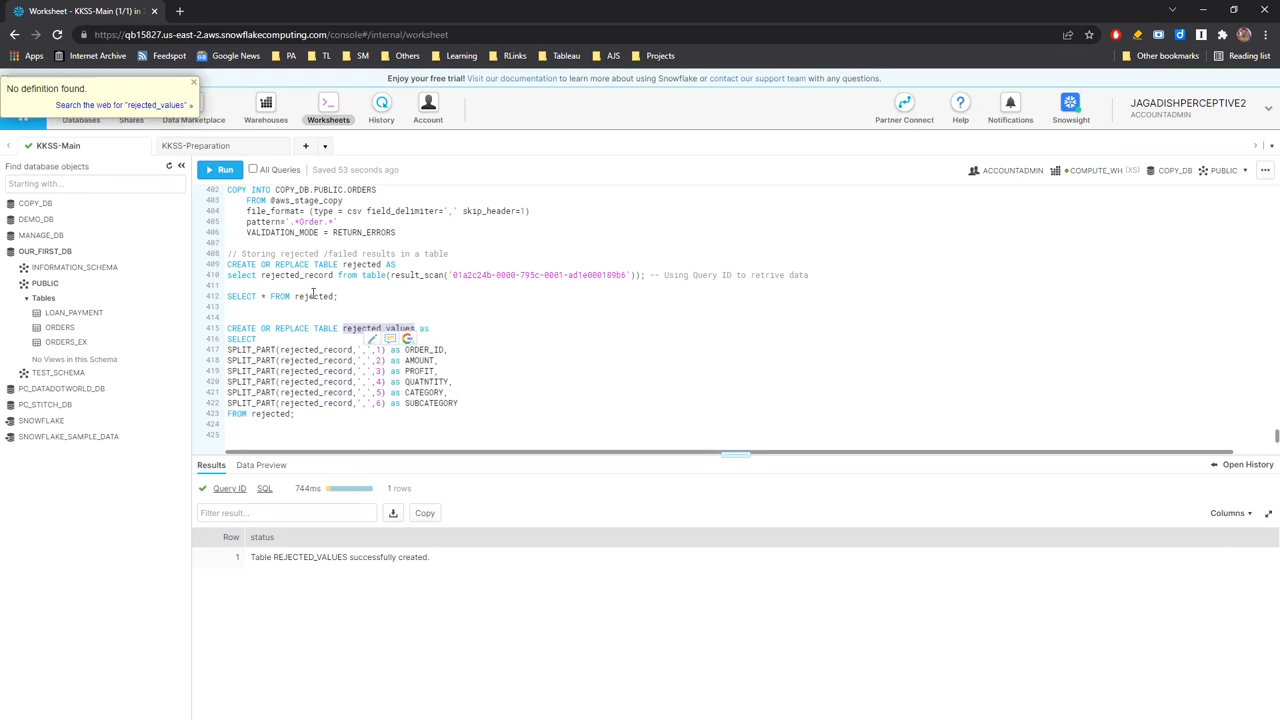 Worksheet - KKSS-Main (1/1) in T
https://qb15827.us-east-2.aws.snowflakecomputing.com/console#/internal/worksheet
Apps Internet Archive Feedspot Google News PA TL SM Others Learning RLinks Tableau AJS Projects Other bookmarks Reading list
Enjoy your free trial! Visit our documentation to learn more about using Snowflake or contact our support team with any questions.
No definition found.
Search the web for "rejected_values" »
Databases Shares Data Marketplace Warehouses Worksheets History Account Partner Connect Help Notifications Snowsight
JAGADISHPERCEPTIVE2
ACCOUNTADMIN
KKSS-Main KKSS-Preparation
Find database objects
Starting with...
Run All Queries Saved 53 seconds ago ACCOUNTADMIN COMPUTE_WH (XS) COPY_DB PUBLIC
COPY_DB
DEMO_DB
MANAGE_DB
OUR_FIRST_DB
INFORMATION_SCHEMA
PUBLIC
Tables
LOAN_PAYMENT
ORDERS
ORDERS_EX
No Views in this Schema
TEST_SCHEMA
PC_DATADOTWORLD_DB
PC_STITCH_DB
SNOWFLAKE
SNOWFLAKE_SAMPLE_DATA
402 COPY INTO COPY_DB.PUBLIC.ORDERS
403 FROM @aws_stage_copy
404 file_format= (type = csv field_delimiter=',' skip_header=1)
405 pattern='.*Order.*'
406 VALIDATION_MODE = RETURN_ERRORS
407
408 // Storing rejected /failed results in a table
409 CREATE OR REPLACE TABLE rejected AS
410 select rejected_record from table(result_scan('01a2c24b-0000-795c-0001-ad1e000189b6')); -- Using Query ID to retrive data
411
412 SELECT * FROM rejected;
413
414
415 CREATE OR REPLACE TABLE rejected_values as
416 SELECT
417 SPLIT_PART(rejected_record,',',1) as ORDER_ID,
418 SPLIT_PART(rejected_record,',',2) as AMOUNT,
419 SPLIT_PART(rejected_record,',',3) as PROFIT,
420 SPLIT_PART(rejected_record,',',4) as QUATNTITY,
421 SPLIT_PART(rejected_record,',',5) as CATEGORY,
422 SPLIT_PART(rejected_record,',',6) as SUBCATEGORY
423 FROM rejected;
424
425
Results Data Preview Open History
Query ID SQL 744ms 1 rows
Filter result... Copy Columns
Row status
1 Table REJECTED_VALUES successfully created.